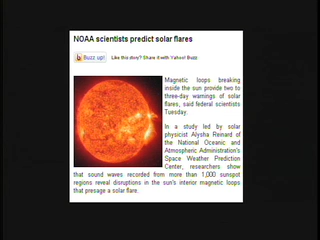 NOAA scientists predict solar flares
Buzz up! Like this story? Share it with Yahoo! Buzz
Magnetic loops breaking
inside the sun provide two to
three-day warnings of solar
flares, said federal scientists
Tuesday.
In a study led by solar
physicist Alysha Reinard of
the National Oceanic and
Atmospheric Administration's
Space Weather Prediction
Center, researchers show
that sound waves recorded from more than 1,000 sunspot
regions reveal disruptions in the sun's interior magnetic loops
that presage a solar flare.